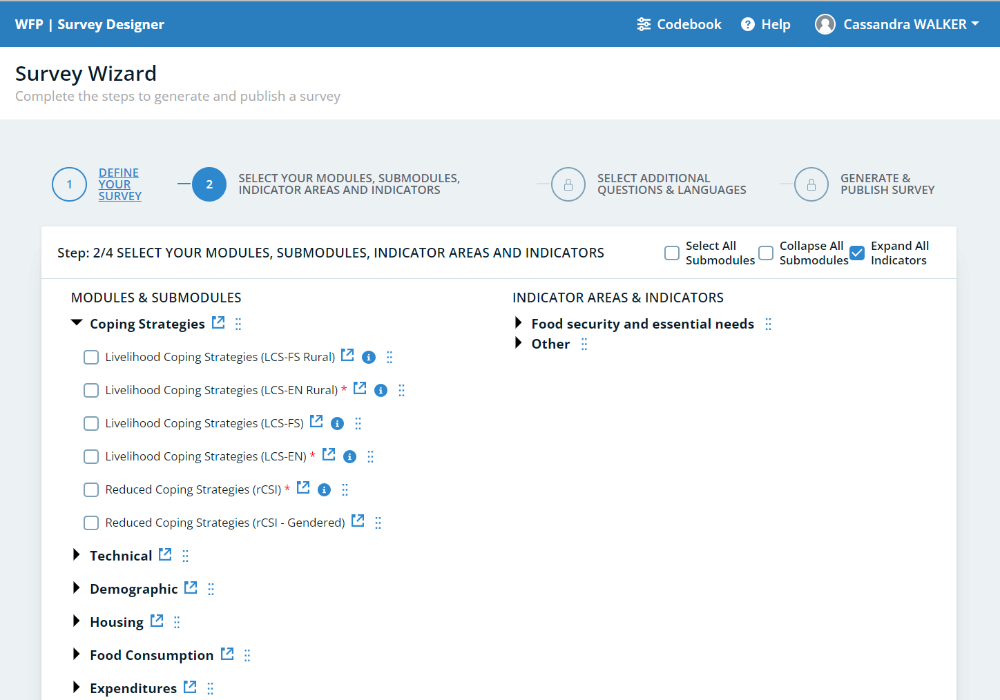 WFP | Survey Designer
Codebook
Help
Cassandra WALKER
Survey Wizard
Complete the steps to generate and publish a survey
1
DEFINE
YOUR
SURVEY
2
SELECT YOUR MODULES, SUBMODULES,
INDICATOR AREAS AND INDICATORS
SELECT ADDITIONAL
QUESTIONS & LANGUAGES
GENERATE &
PUBLISH SURVEY
Step: 2/4 SELECT YOUR MODULES, SUBMODULES, INDICATOR AREAS AND INDICATORS
Select All
Submodules
Collapse All
Submodules
Expand All
Indicators
MODULES & SUBMODULES
Coping Strategies
Livelihood Coping Strategies (LCS-FS Rural)
Livelihood Coping Strategies (LCS-EN Rural) *
Livelihood Coping Strategies (LCS-FS)
Livelihood Coping Strategies (LCS-EN) *
Reduced Coping Strategies (rCSI) *
Reduced Coping Strategies (rCSI - Gendered)
Technical
Demographic
Housing
Food Consumption
Expenditures
INDICATOR AREAS & INDICATORS
Food security and essential needs
Other